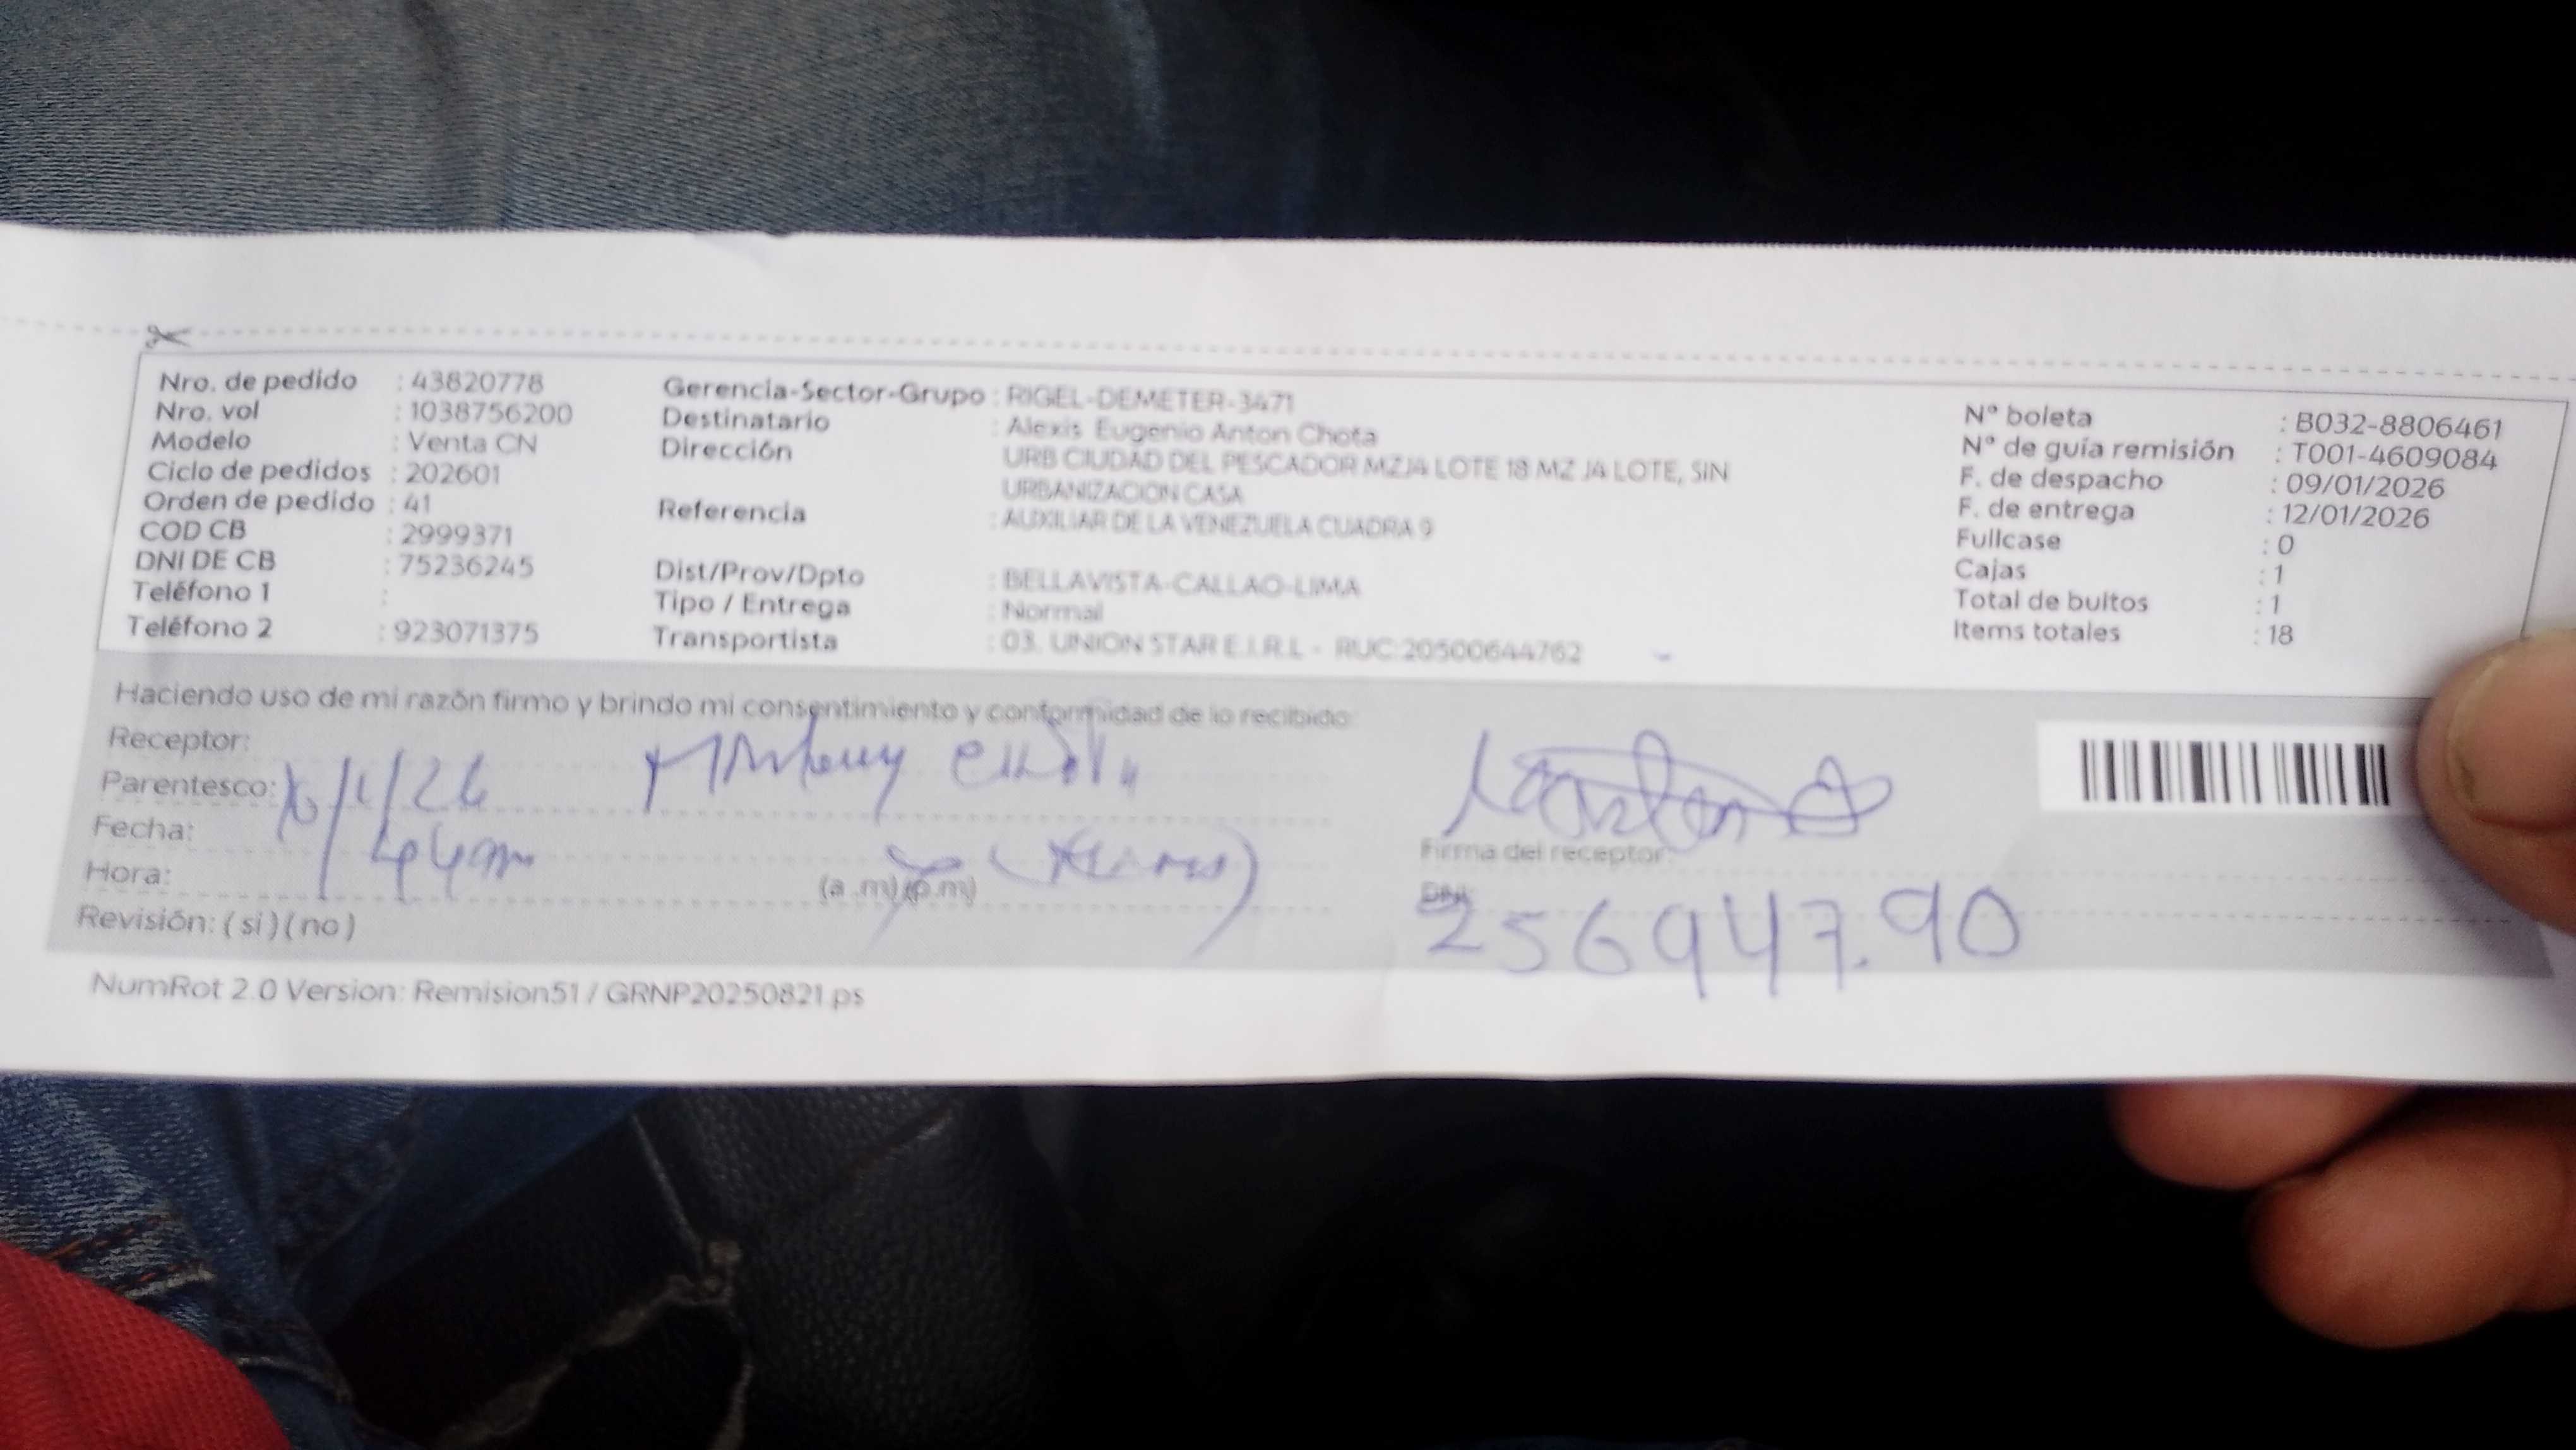 Nro. de pedido : 43820778
Nro. vol : 1038756200
Modelo : Venta CN
Ciclo de pedidos : 202601
Orden de pedido : 41
COD CB : 2999371
DNI DE CB : 75236245
Teléfono 1 :
Teléfono 2 : 923071375
Gerencia-Sector-Grupo : RIGEL-DEMETER-3471
Destinatario : Alexis Eugenio Anton Chota
Dirección : URB CIUDAD DEL PESCADOR MZJ4 LOTE 18 MZ J4 LOTE, SIN
URBANIZACION CASA
Referencia : AUXILIAR DE LA VENEZUELA CUADRA 9
Dist/Prov/Dpto : BELLAVISTA-CALLAO-LIMA
Tipo / Entrega : Normal
Transportista : 03. UNION STAR E.I.R.L - RUC:20500644762
N° boleta : B032-8806461
N° de guía remisión : T001-4609084
F. de despacho : 09/01/2026
F. de entrega : 12/01/2026
Fullcase : 0
Cajas : 1
Total de bultos : 1
Items totales : 18
Haciendo uso de mi razón firmo y brindo mi consentimiento y conformidad de lo recibido:
Receptor:
Parentesco:
Fecha:
Hora: (a .m) (p.m)
Revisión: ( si ) ( no )
Firma del receptor:
DNI:
256947.90
NumRot 2.0 Version: Remision51 / GRNP20250821.ps